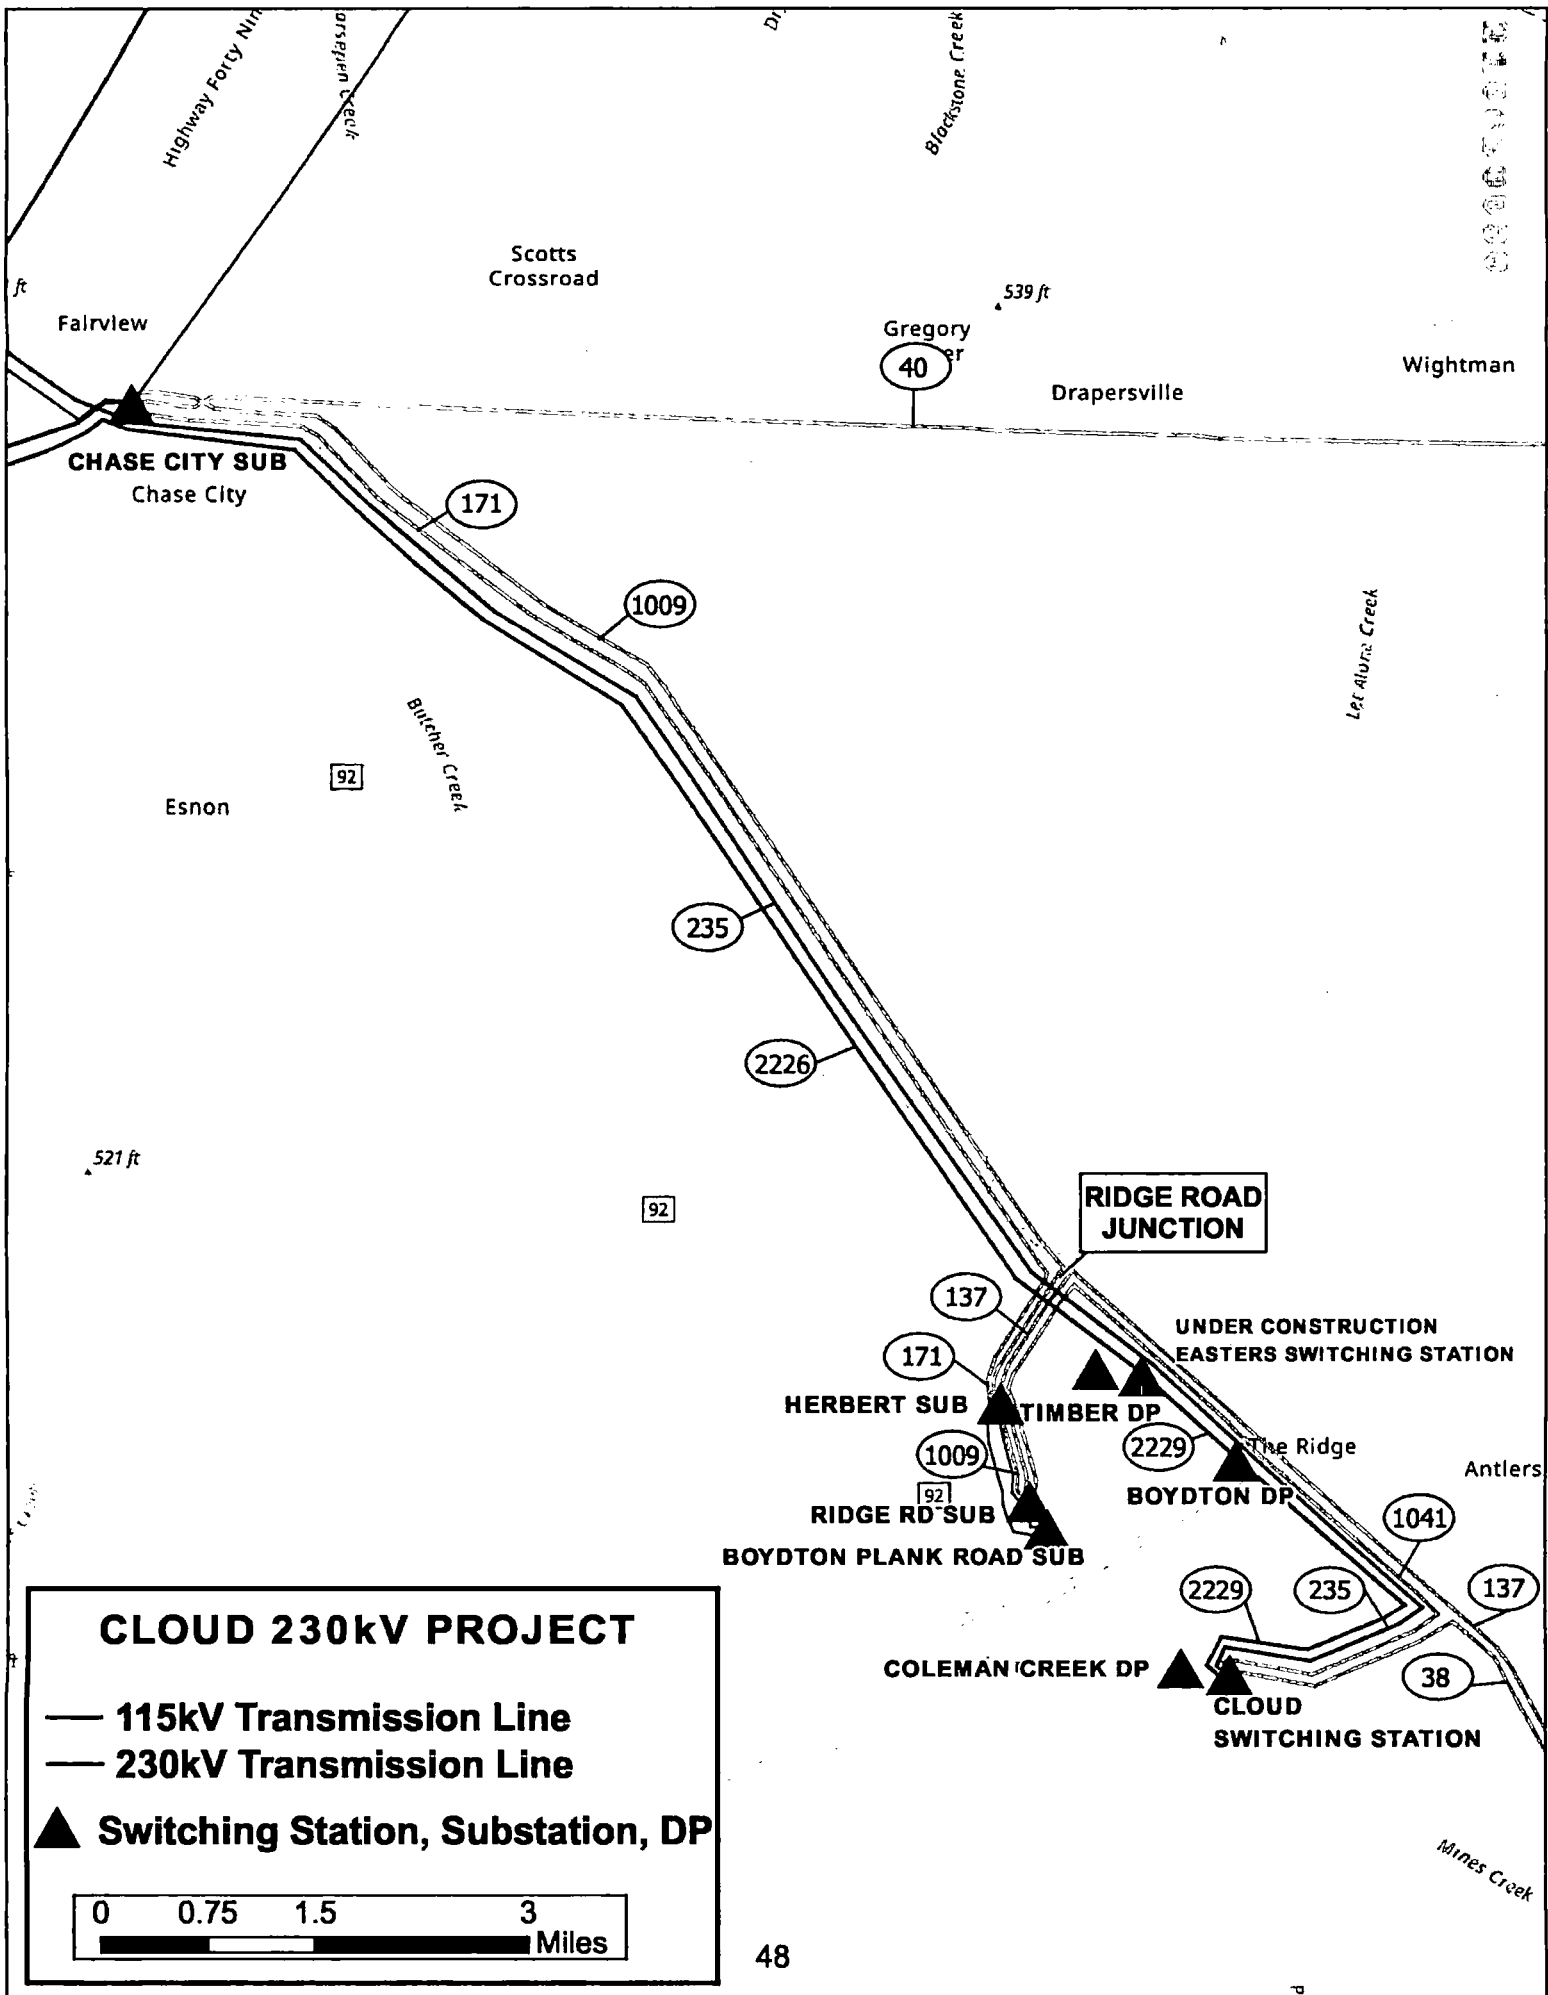 Highway Forty Nin
Blackstone Creek
Scotts
Crossroad
ft
539 ft
Fairview
Gregory
er
40
Wightman
Drapersville
CHASE CITY SUB
Chase City
171
1009
Butcher Creek
92
Esnon
235
2226
521 ft
92
RIDGE ROAD
JUNCTION
137
UNDER CONSTRUCTION
EASTERS SWITCHING STATION
171
HERBERT SUB
TIMBER DP
2229
The Ridge
1009
Antlers
92
BOYDTON DP
RIDGE RD SUB
1041
BOYDTON PLANK ROAD SUB
2229
235
137
COLEMAN CREEK DP
38
CLOUD
SWITCHING STATION
CLOUD 230kV PROJECT
115kV Transmission Line
230kV Transmission Line
Switching Station, Substation, DP
0 0.75 1.5 3
Miles
Mines Creek
48